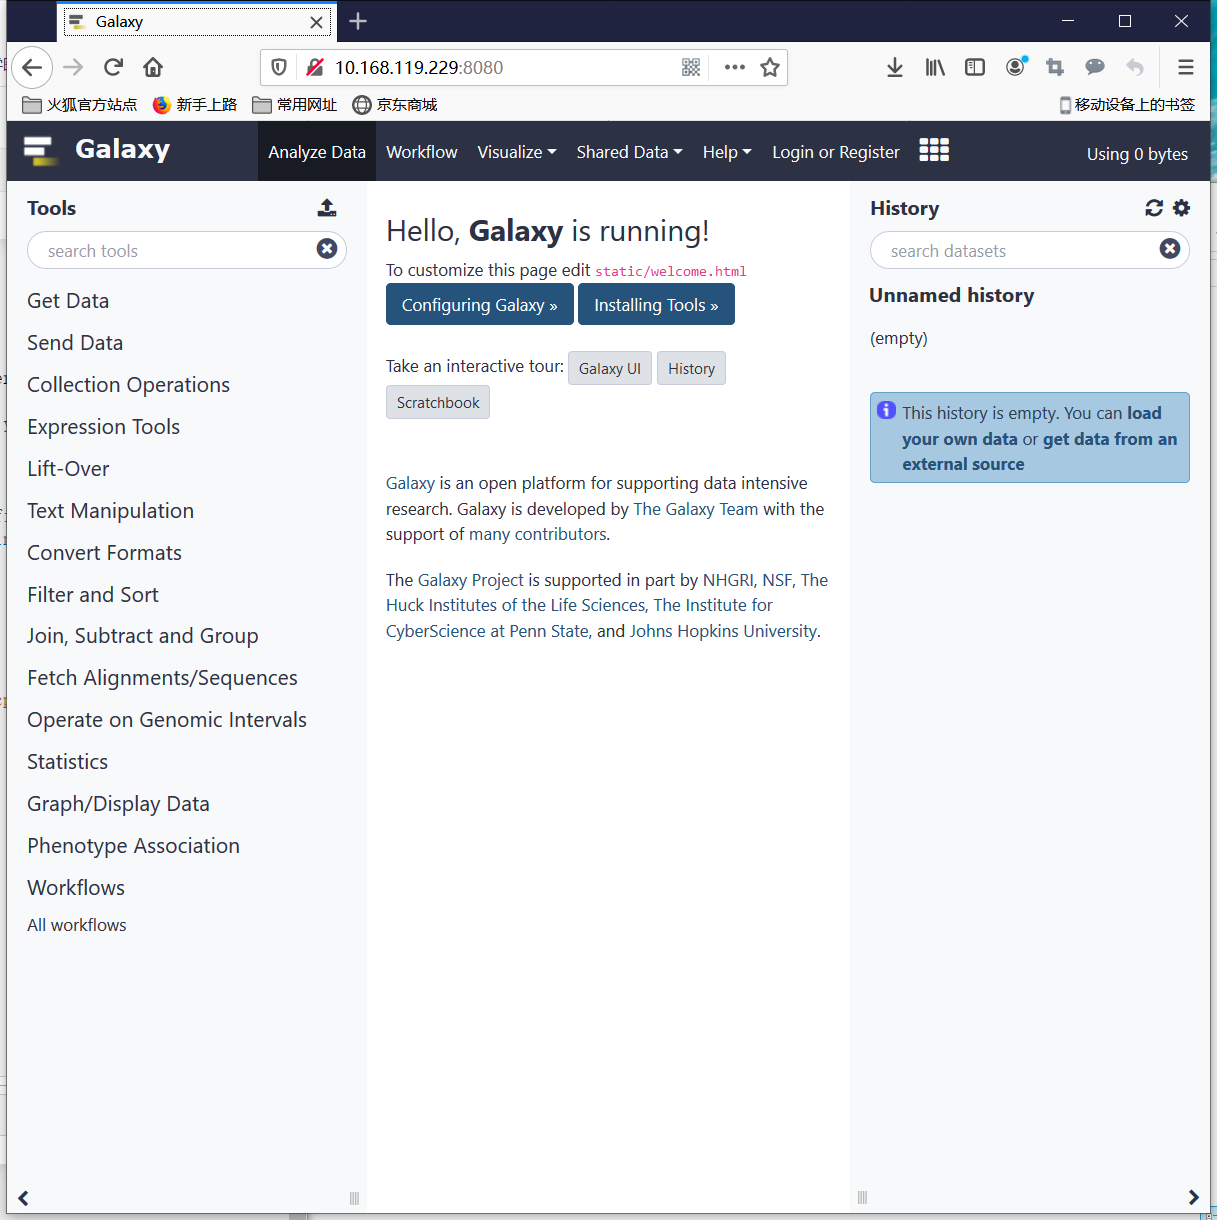 Galaxy
10.168.119.229:8080
火狐官方站点 新手上路 常用网址 京东商城 移动设备上的书签
Galaxy Analyze Data Workflow Visualize Shared Data Help Login or Register Using 0 bytes
Tools
search tools
Get Data
Send Data
Collection Operations
Expression Tools
Lift-Over
Text Manipulation
Convert Formats
Filter and Sort
Join, Subtract and Group
Fetch Alignments/Sequences
Operate on Genomic Intervals
Statistics
Graph/Display Data
Phenotype Association
Workflows
All workflows
Hello, Galaxy is running!
To customize this page edit static/welcome.html
Configuring Galaxy » Installing Tools »
Take an interactive tour: Galaxy UI History
Scratchbook
Galaxy is an open platform for supporting data intensive
research. Galaxy is developed by The Galaxy Team with the
support of many contributors.
The Galaxy Project is supported in part by NHGRI, NSF, The
Huck Institutes of the Life Sciences, The Institute for
CyberScience at Penn State, and Johns Hopkins University.
History
search datasets
Unnamed history
(empty)
This history is empty. You can load
your own data or get data from an
external source